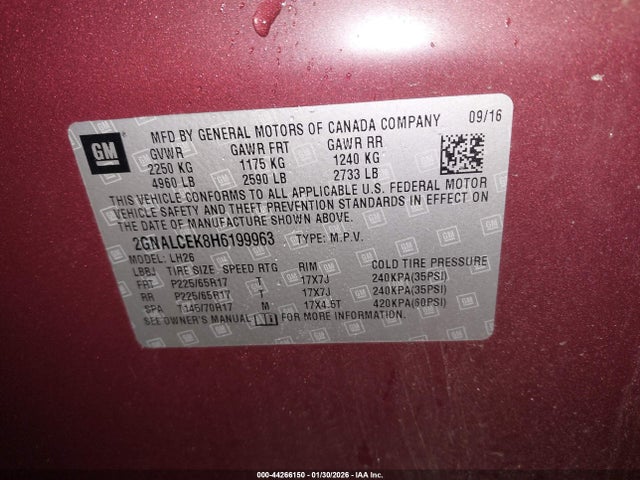 GM
MFD BY GENERAL MOTORS OF CANADA COMPANY 09/16
GVWR GAWR FRT GAWR RR
2250 KG 1175 KG 1240 KG
4960 LB 2590 LB 2733 LB
THIS VEHICLE CONFORMS TO ALL APPLICABLE U.S. FEDERAL MOTOR
VEHICLE SAFETY AND THEFT PREVENTION STANDARDS IN EFFECT ON
THE DATE OF MANUFACTURE SHOWN ABOVE.
2GNALCEK8H6199963 TYPE: M.P.V.
MODEL: LH26
LBBJ TIRE SIZE SPEED RTG RIM COLD TIRE PRESSURE
FRT P225/65R17 T 17X7J 240KPA(35PSI)
RR P225/65R17 T 17X7J 240KPA(35PSI)
SPA T145/70R17 M 17X4.5T 420KPA(60PSI)
SEE OWNER'S MANUAL FOR ADDITIONAL INFORMATION.
000-44266150 - 01/30/2026 - IAA Inc.